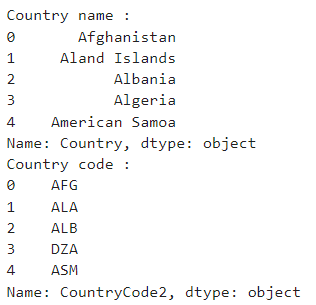 Country name :
0       Afghanistan
1     Aland Islands
2           Albania
3           Algeria
4    American Samoa
Name: Country, dtype: object
Country code :
0    AFG
1    ALA
2    ALB
3    DZA
4    ASM
Name: CountryCode2, dtype: object